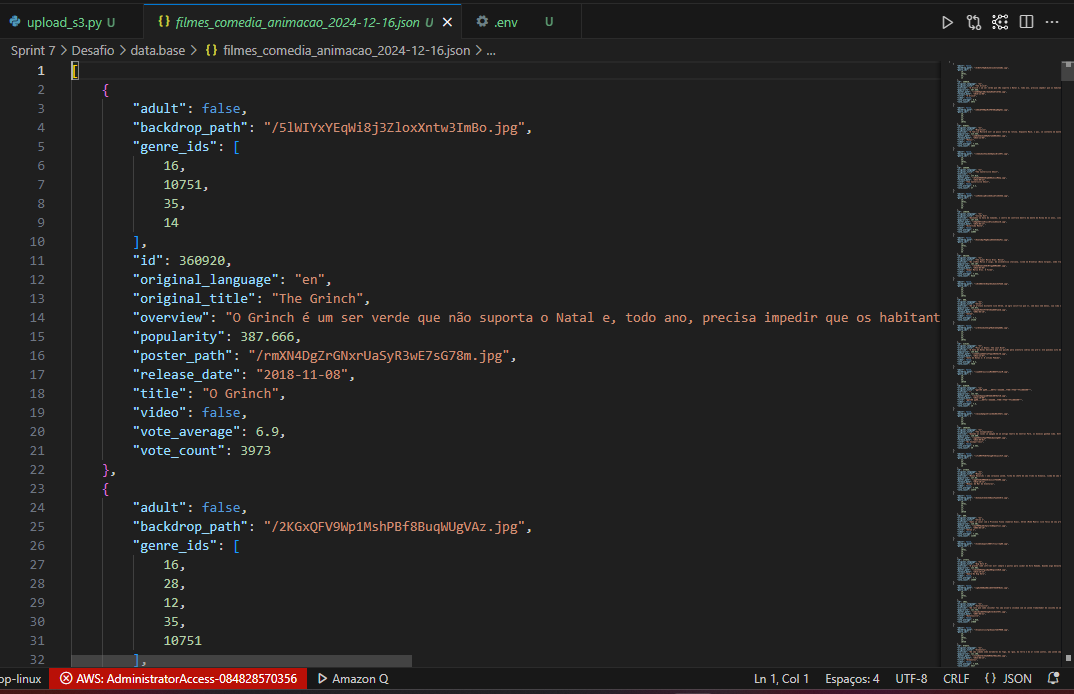 upload_s3.py U
{} filmes_comedia_animacao_2024-12-16.json U
.env U
Sprint 7 > Desafio > data.base > {} filmes_comedia_animacao_2024-12-16.json > ...
1 [
2 {
3 "adult": false,
4 "backdrop_path": "/5lWIYxYEqWi8j3ZloxXntw3ImBo.jpg",
5 "genre_ids": [
6 16,
7 10751,
8 35,
9 14
10 ],
11 "id": 360920,
12 "original_language": "en",
13 "original_title": "The Grinch",
14 "overview": "O Grinch é um ser verde que não suporta o Natal e, todo ano, precisa impedir que os habitant
15 "popularity": 387.666,
16 "poster_path": "/rmXN4DgZrGNxrUaSyR3wE7sG78m.jpg",
17 "release_date": "2018-11-08",
18 "title": "O Grinch",
19 "video": false,
20 "vote_average": 6.9,
21 "vote_count": 3973
22 },
23 {
24 "adult": false,
25 "backdrop_path": "/2KGxQFV9Wp1MshPBf8BuqWUgVAz.jpg",
26 "genre_ids": [
27 16,
28 28,
29 12,
30 35,
31 10751
32 ],
op-linux
AWS: AdministratorAccess-084828570356
Amazon Q
Ln 1, Col 1
Espaços: 4
UTF-8
CRLF
{} JSON